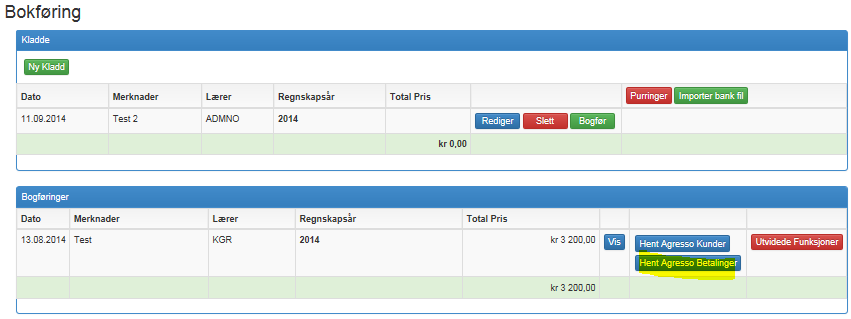 Bokføring
Kladde
Ny Kladd
Dato Merknader Lærer Regnskapsår Total Pris Purringer Importer bank fil
11.09.2014 Test 2 ADMNO 2014 Rediger Slett Bogfør
kr 0,00
Bogføringer
Dato Merknader Lærer Regnskapsår Total Pris
13.08.2014 Test KGR 2014 kr 3 200,00 Vis Hent Agresso Kunder Utvidede Funksjoner
Hent Agresso Betalinger
kr 3 200,00